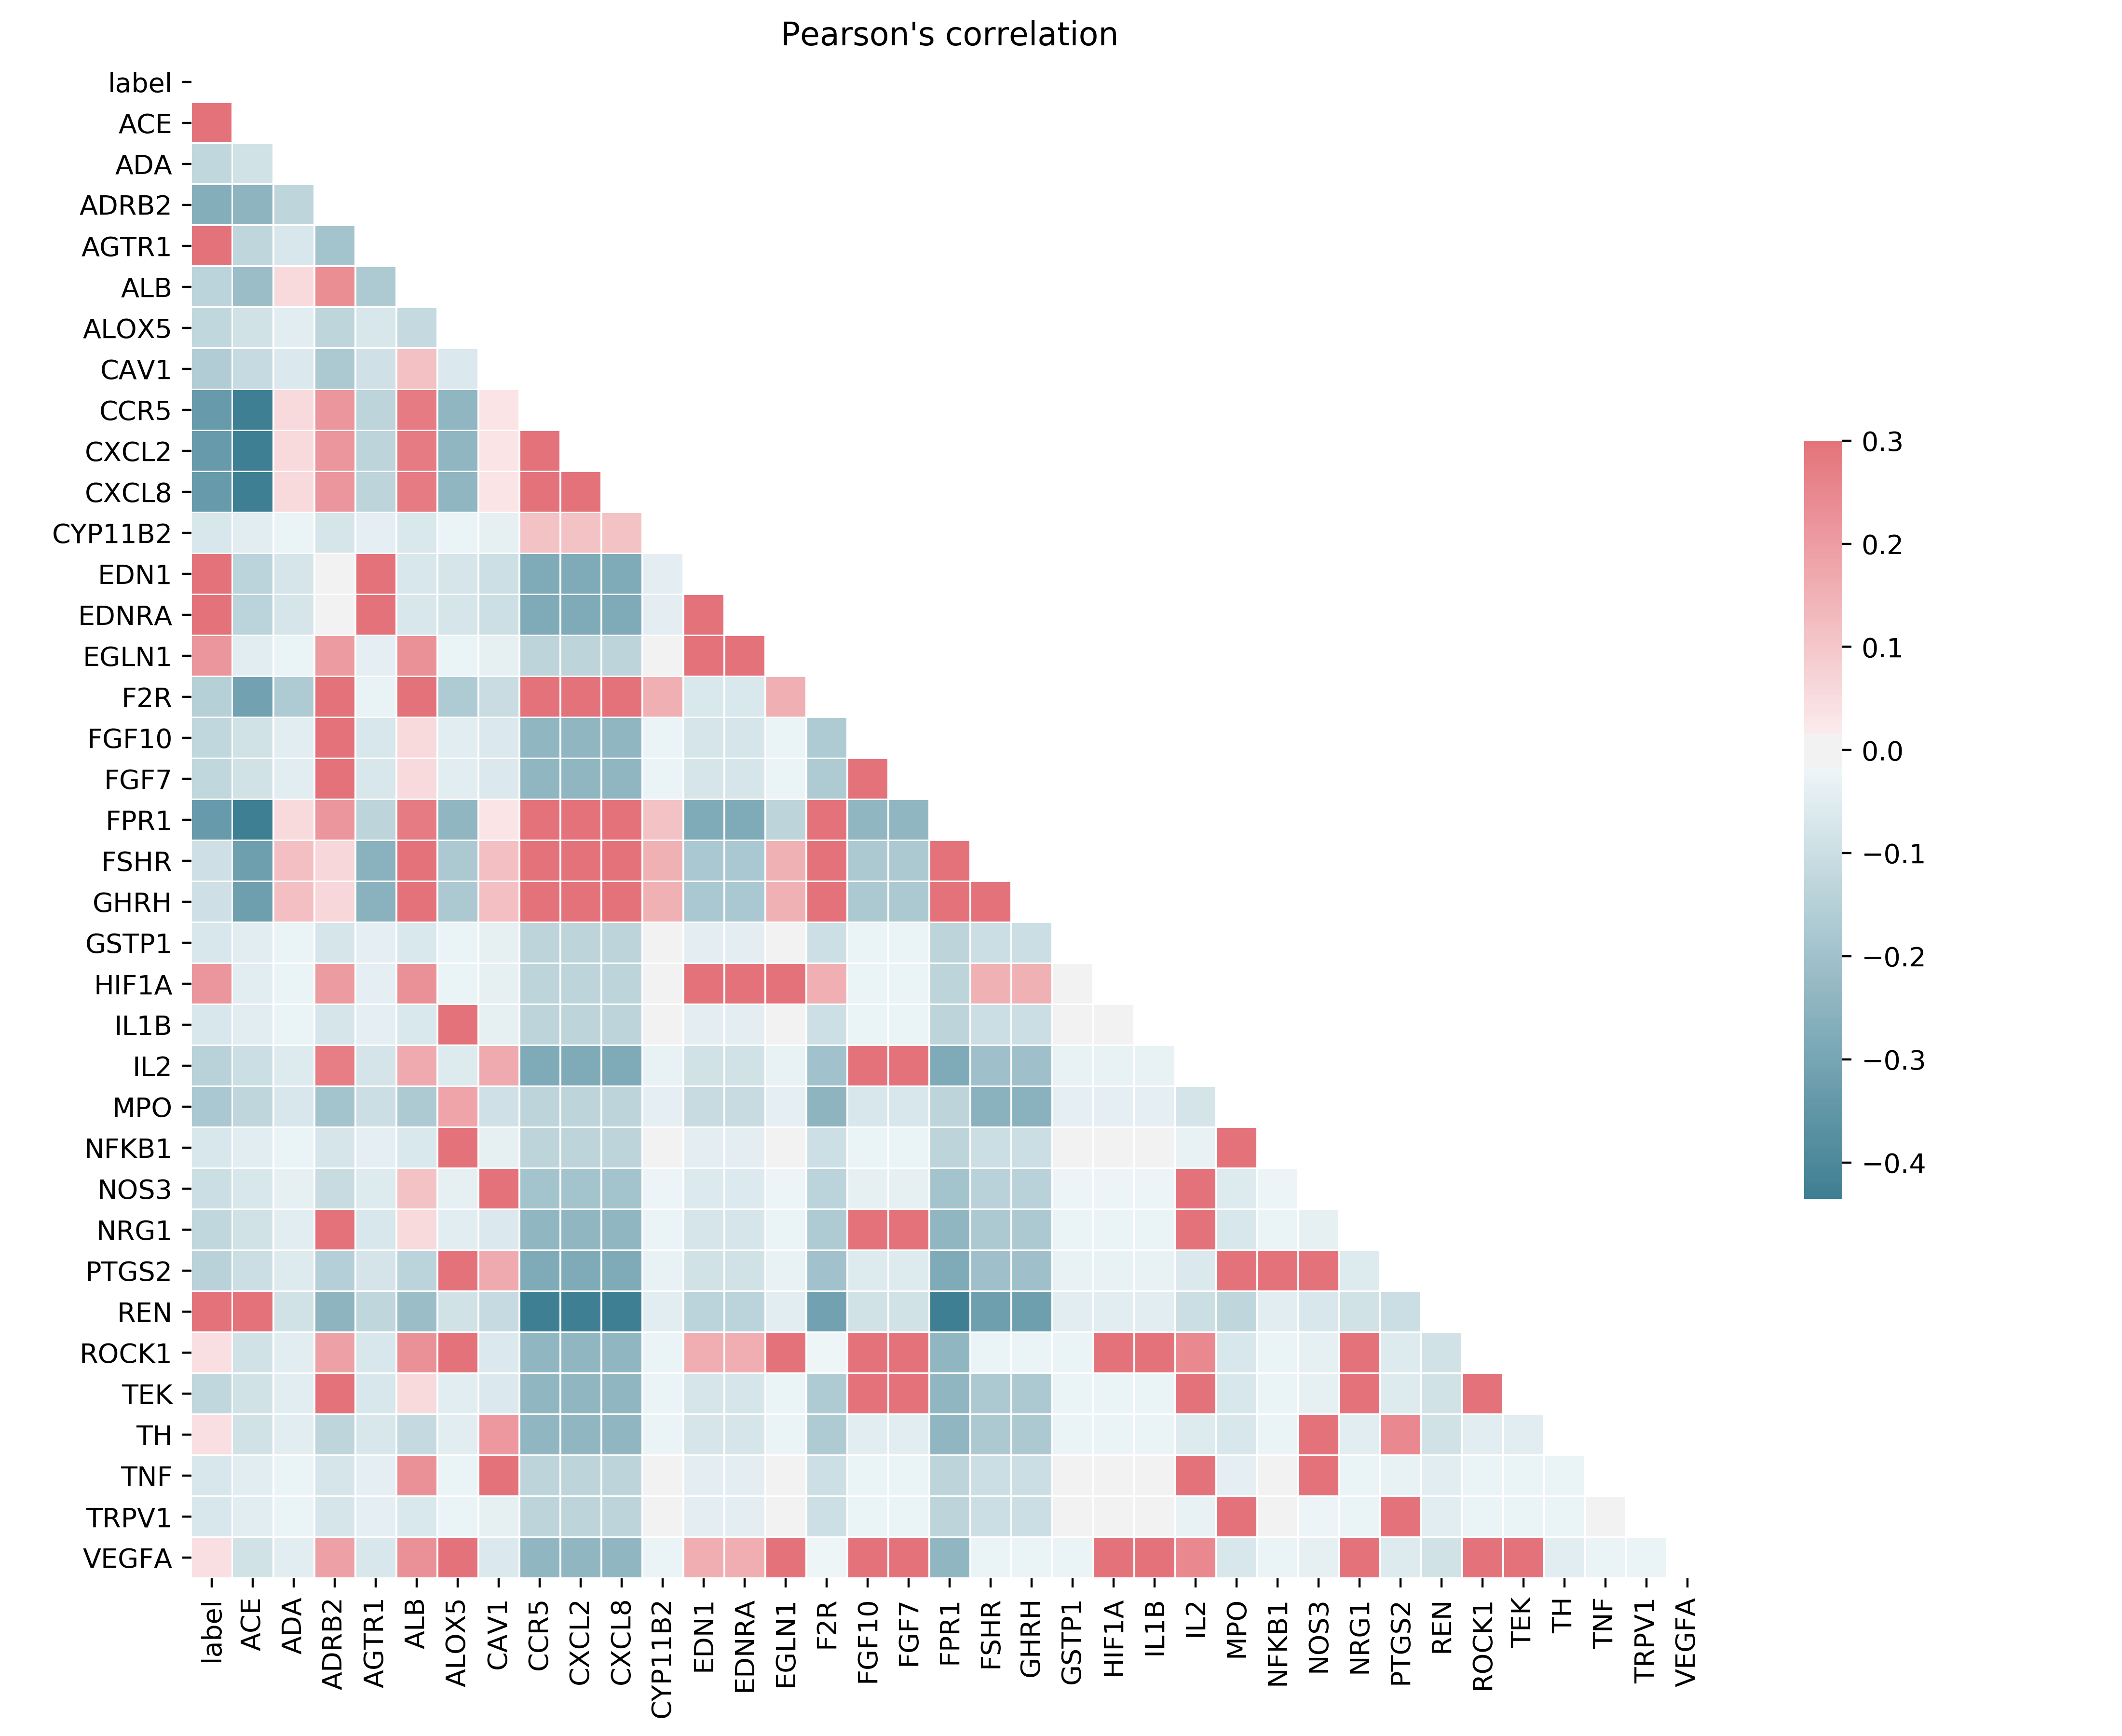 Pearson's correlation
label
ACE
ADA
ADRB2
AGTR1
ALB
ALOX5
CAV1
CCR5
CXCL2
CXCL8
CYP11B2
EDN1
EDNRA
EGLN1
F2R
FGF10
FGF7
FPR1
FSHR
GHRH
GSTP1
HIF1A
IL1B
IL2
MPO
NFKB1
NOS3
NRG1
PTGS2
REN
ROCK1
TEK
TH
TNF
TRPV1
VEGFA
label
ACE
ADA
ADRB2
AGTR1
ALB
ALOX5
CAV1
CCR5
CXCL2
CXCL8
CYP11B2
EDN1
EDNRA
EGLN1
F2R
FGF10
FGF7
FPR1
FSHR
GHRH
GSTP1
HIF1A
IL1B
IL2
MPO
NFKB1
NOS3
NRG1
PTGS2
REN
ROCK1
TEK
TH
TNF
TRPV1
VEGFA
0.3
0.2
0.1
0.0
−0.1
−0.2
−0.3
−0.4